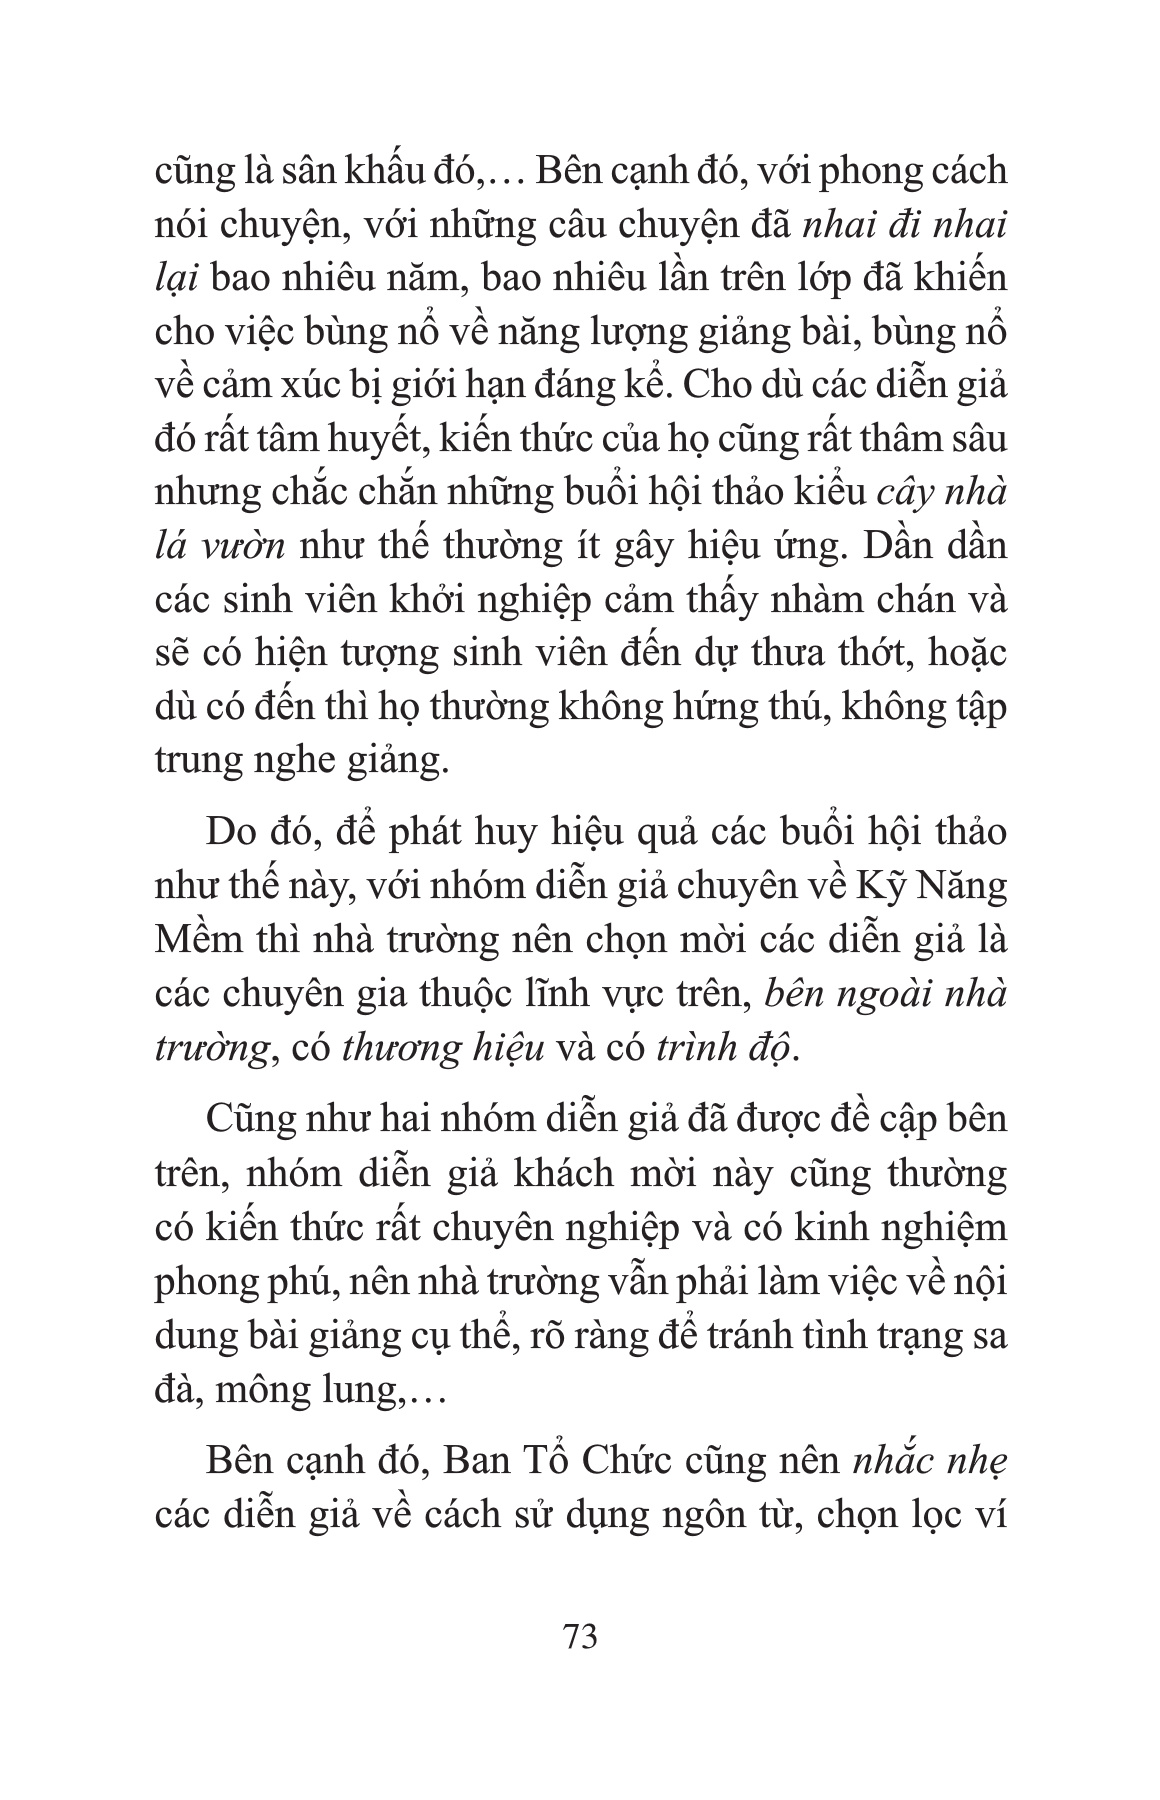 cũng là sân khấu đó,… Bên cạnh đó, với phong cách
nói chuyện, với những câu chuyện đã nhai đi nhai
lại bao nhiêu năm, bao nhiêu lần trên lớp đã khiến
cho việc bùng nổ về năng lượng giảng bài, bùng nổ
về cảm xúc bị giới hạn đáng kể. Cho dù các diễn giả
đó rất tâm huyết, kiến thức của họ cũng rất thâm sâu
nhưng chắc chắn những buổi hội thảo kiểu cây nhà
lá vườn như thế thường ít gây hiệu ứng. Dần dần
các sinh viên khởi nghiệp cảm thấy nhàm chán và
sẽ có hiện tượng sinh viên đến dự thưa thớt, hoặc
dù có đến thì họ thường không hứng thú, không tập
trung nghe giảng.
Do đó, để phát huy hiệu quả các buổi hội thảo
như thế này, với nhóm diễn giả chuyên về Kỹ Năng
Mềm thì nhà trường nên chọn mời các diễn giả là
các chuyên gia thuộc lĩnh vực trên, bên ngoài nhà
trường, có thương hiệu và có trình độ.
Cũng như hai nhóm diễn giả đã được đề cập bên
trên, nhóm diễn giả khách mời này cũng thường
có kiến thức rất chuyên nghiệp và có kinh nghiệm
phong phú, nên nhà trường vẫn phải làm việc về nội
dung bài giảng cụ thể, rõ ràng để tránh tình trạng sa
đà, mông lung,…
Bên cạnh đó, Ban Tổ Chức cũng nên nhắc nhẹ
các diễn giả về cách sử dụng ngôn từ, chọn lọc ví
73